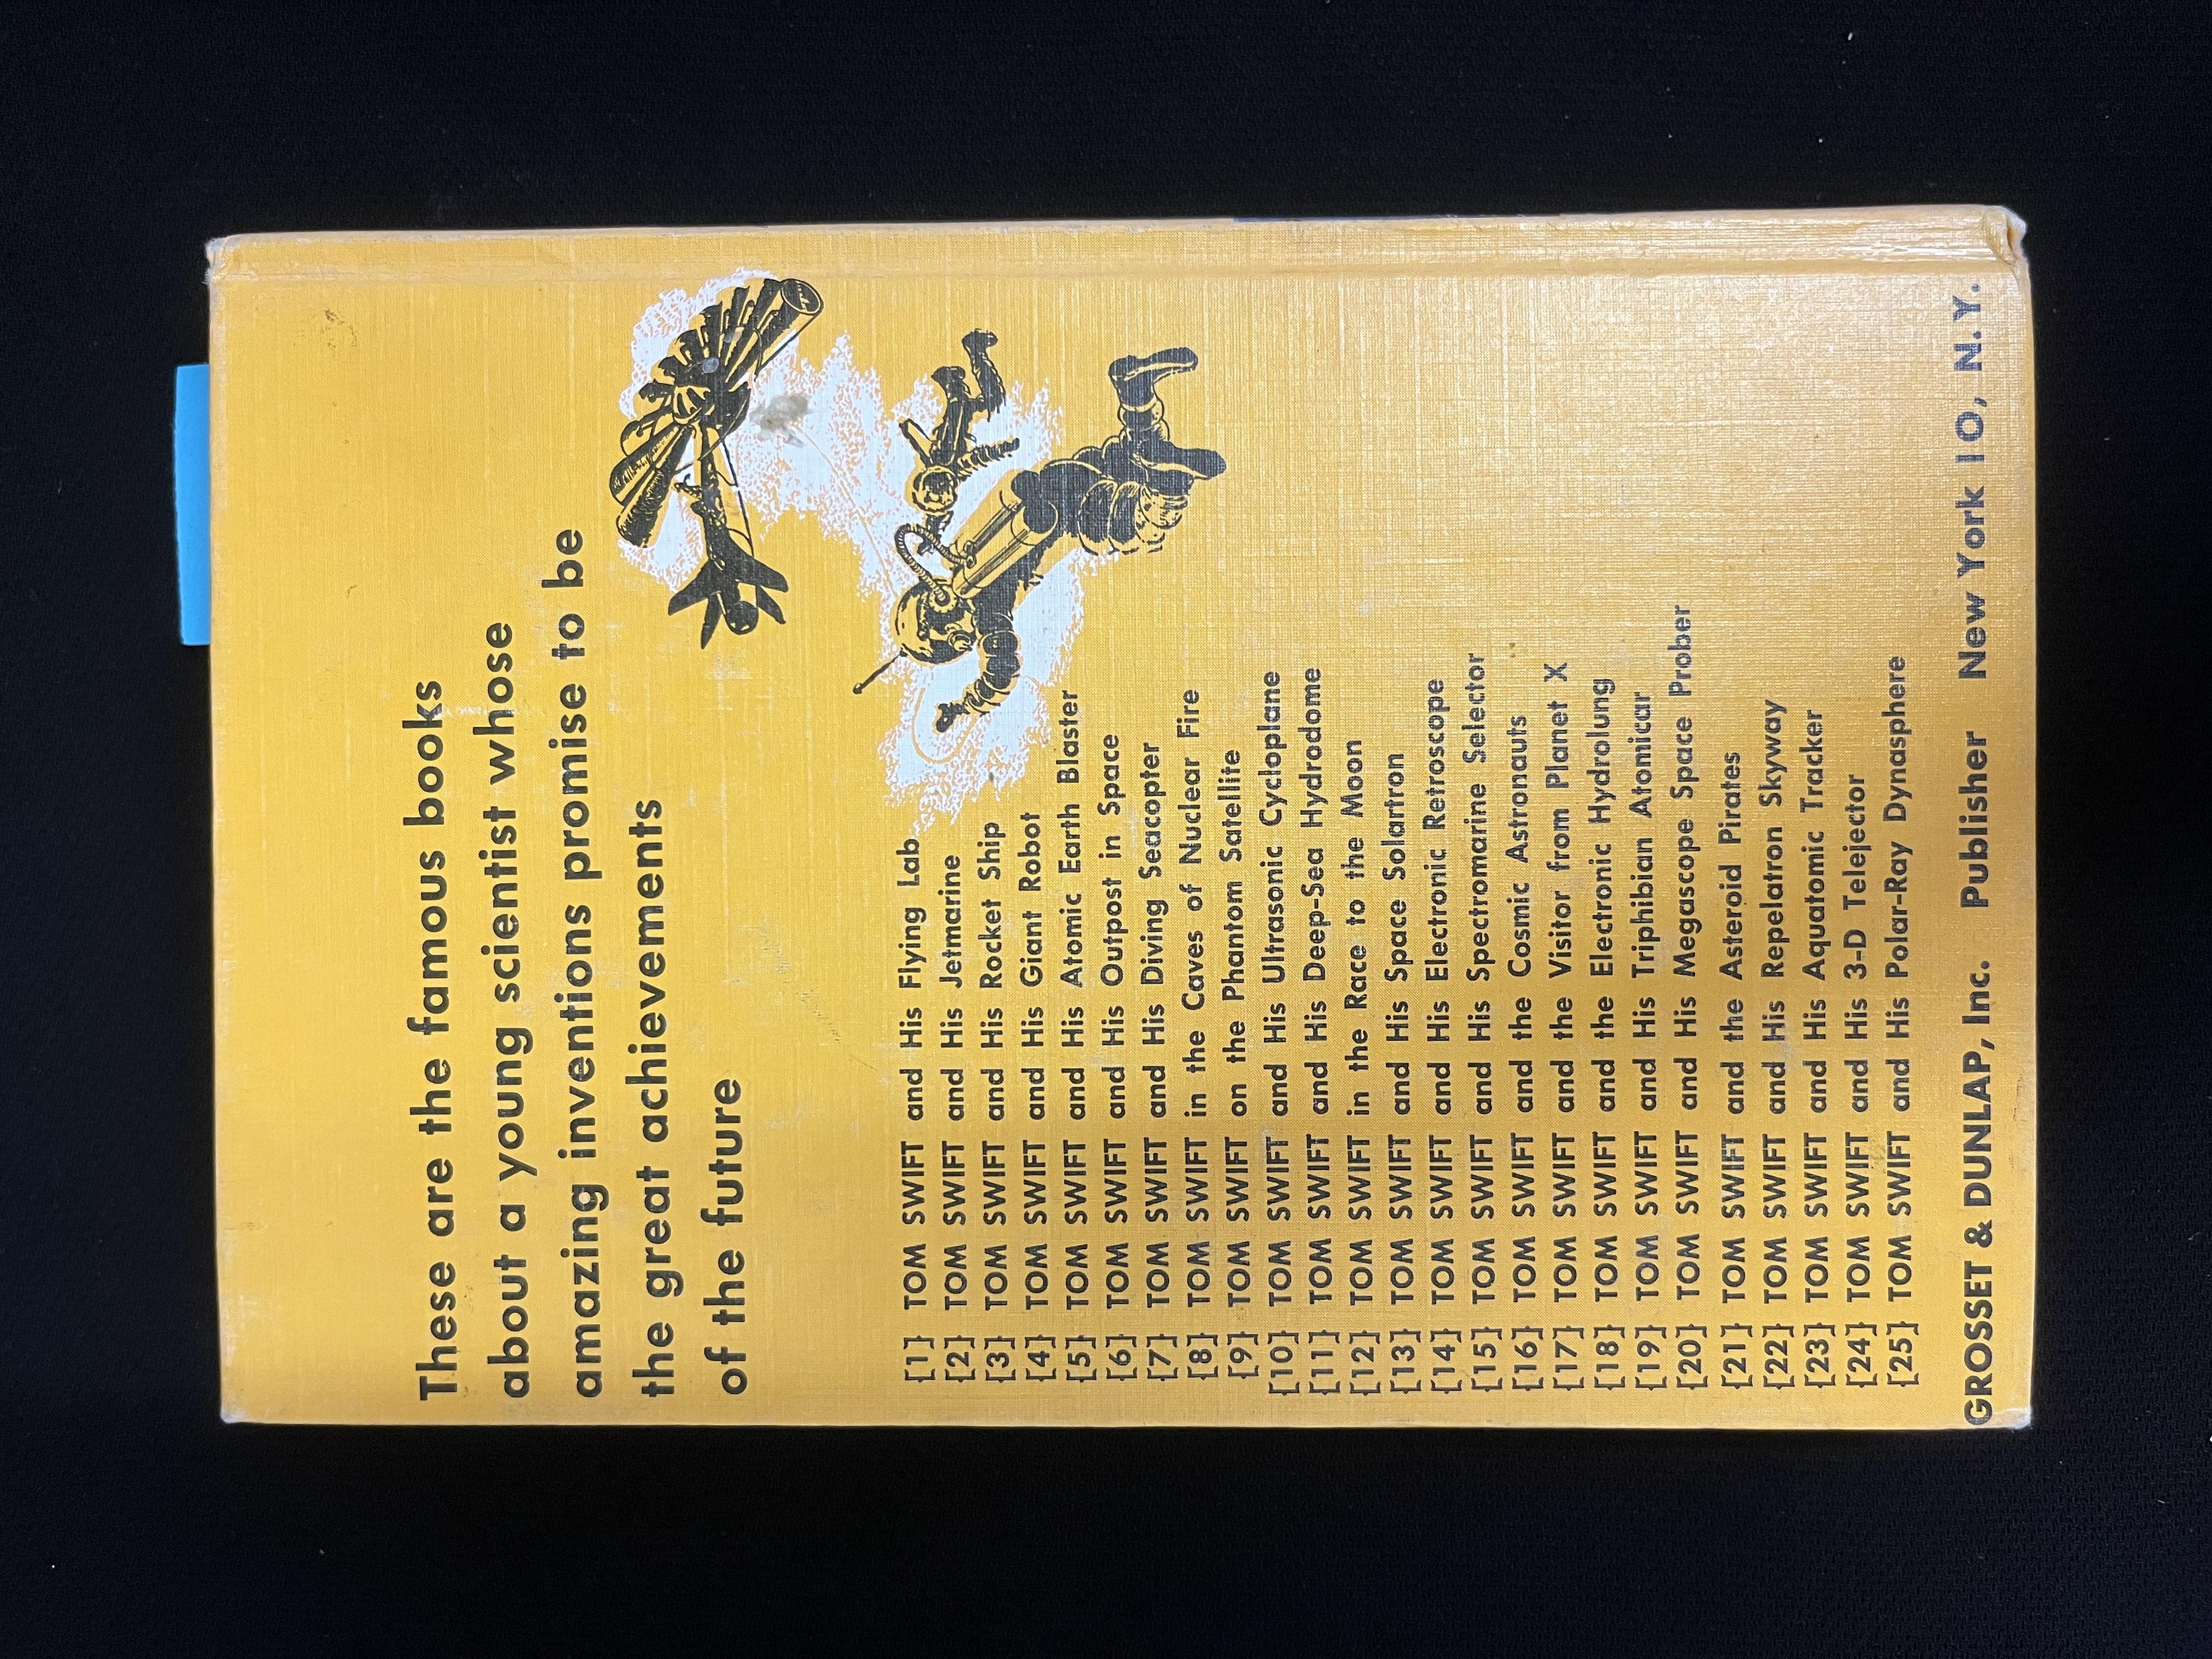 These are the famous books
about a young scientist whose
amazing inventions promise to be
the great achievements
of the future
[1] TOM SWIFT and His Flying Lab
[2] TOM SWIFT and His Jetmarine
[3] TOM SWIFT and His Rocket Ship
[4] TOM SWIFT and His Giant Robot
[5] TOM SWIFT and His Atomic Earth Blaster
[6] TOM SWIFT and His Outpost in Space
[7] TOM SWIFT and His Diving Seacopter
[8] TOM SWIFT in the Caves of Nuclear Fire
[9] TOM SWIFT on the Phantom Satellite
[10] TOM SWIFT and His Ultrasonic Cycloplane
[11] TOM SWIFT and His Deep-Sea Hydrodome
[12] TOM SWIFT in the Race to the Moon
[13] TOM SWIFT and His Space Solartron
[14] TOM SWIFT and His Electronic Retroscope
[15] TOM SWIFT and His Spectromarine Selector
[16] TOM SWIFT and the Cosmic Astronauts
[17] TOM SWIFT and the Visitor from Planet X
[18] TOM SWIFT and the Electronic Hydrolung
[19] TOM SWIFT and His Triphibian Atomicar
[20] TOM SWIFT and His Megascope Space Prober
[21] TOM SWIFT and the Asteroid Pirates
[22] TOM SWIFT and His Repelatron Skyway
[23] TOM SWIFT and His Aquatomic Tracker
[24] TOM SWIFT and His 3-D Telejector
[25] TOM SWIFT and His Polar-Ray Dynasphere
GROSSET & DUNLAP, Inc. Publisher New York 10, N.Y.